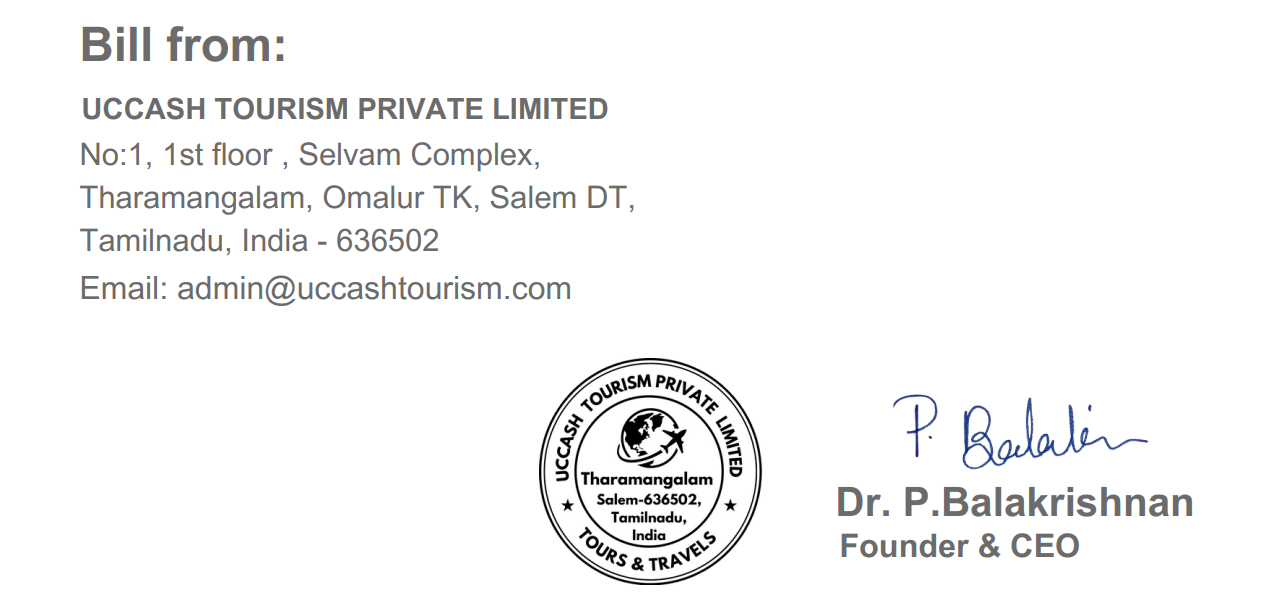 Bill from:
UCCASH TOURISM PRIVATE LIMITED
No:1, 1st floor , Selvam Complex,
Tharamangalam, Omalur TK, Salem DT,
Tamilnadu, India - 636502
Email: admin@uccashtourism.com
UCCASH TOURISM PRIVATE LIMITED
Tharamangalam
Salem-636502,
Tamilnadu,
India
TOURS & TRAVELS
P. Balakrishnan
Dr. P.Balakrishnan
Founder & CEO